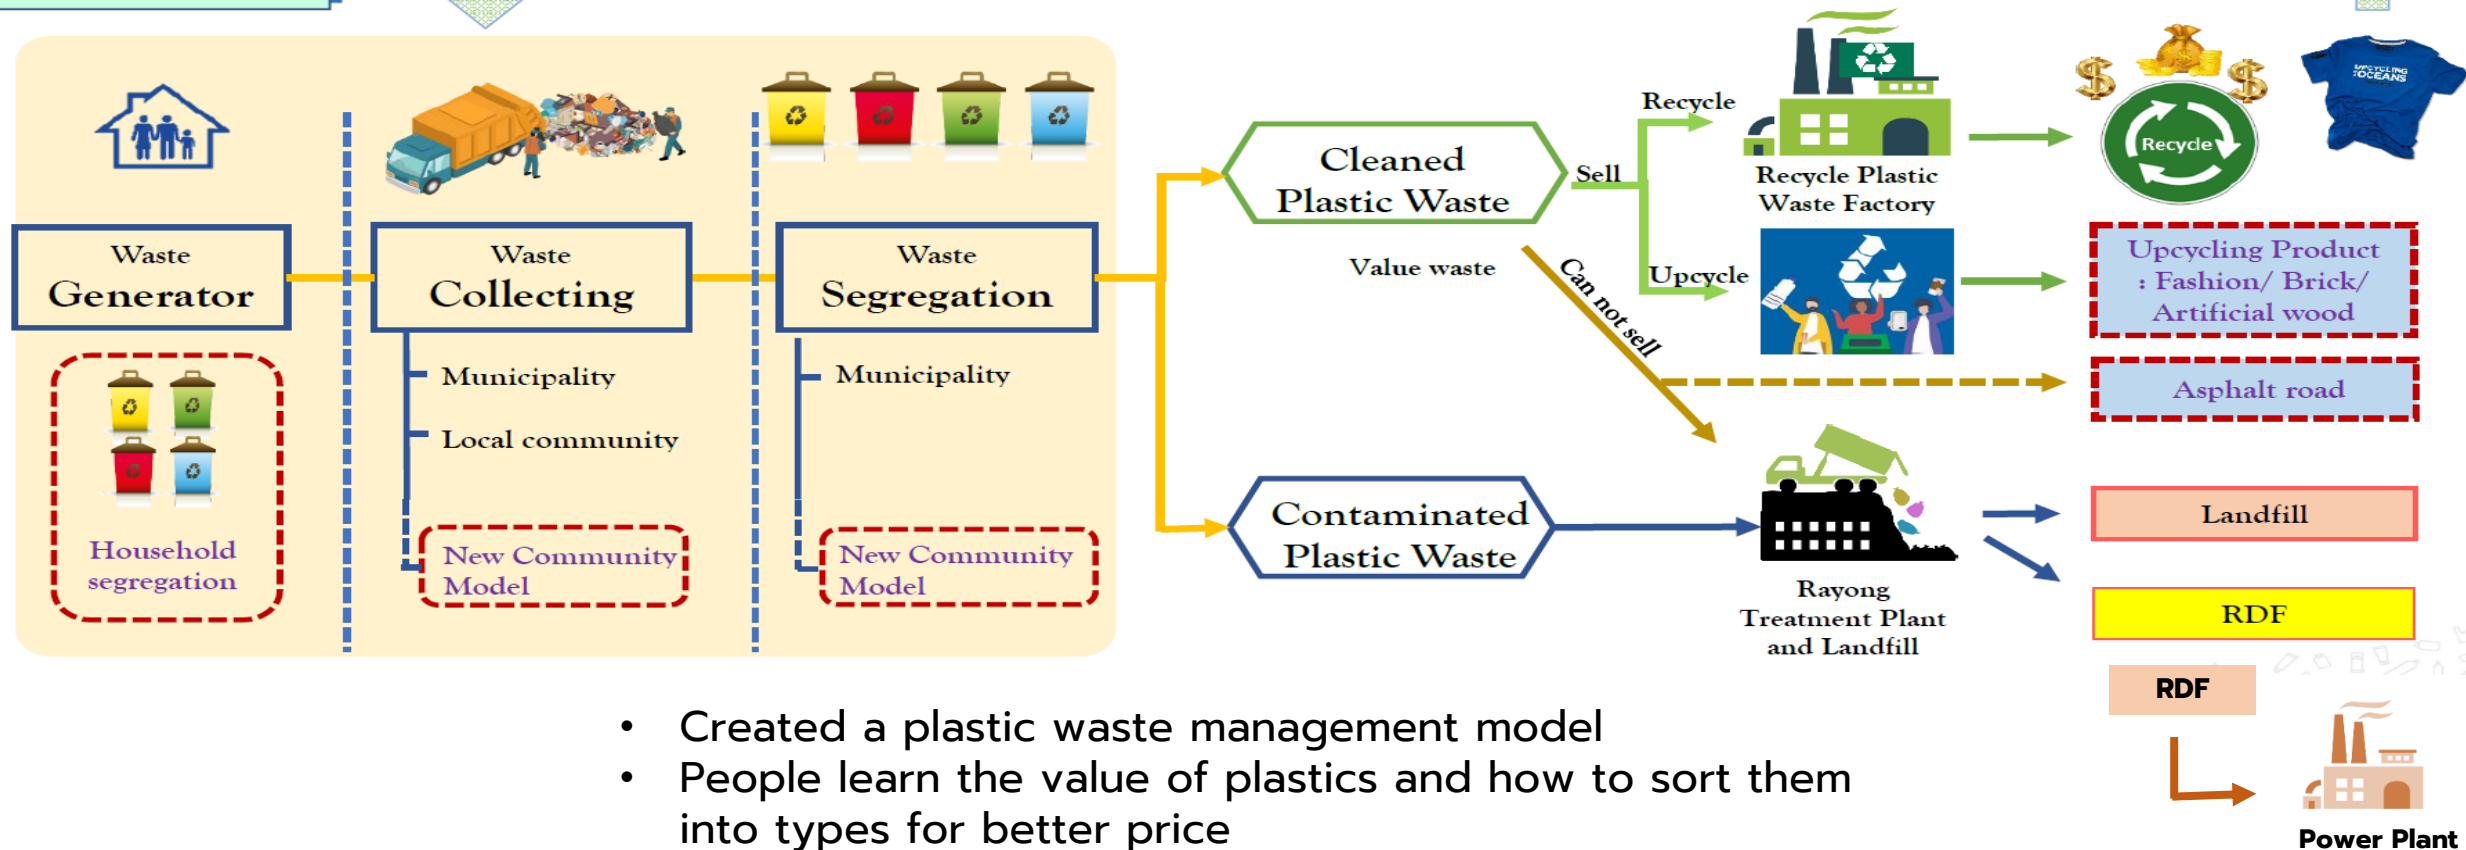 Waste
Generator
Household
segregation
Waste
Collecting
Municipality
Local community
New Community
Model
Waste
Segregation
Municipality
New Community
Model
Cleaned
Plastic Waste
Value waste
Sell
Recycle
Upcycle
Can not sell
Recycle Plastic
Waste Factory
Recycle
UPCYCLING
THE OCEANS
Upcycling Product
: Fashion/ Brick/
Artificial wood
Asphalt road
Contaminated
Plastic Waste
Rayong
Treatment Plant
and Landfill
Landfill
RDF
RDF
Power Plant
• Created a plastic waste management model
• People learn the value of plastics and how to sort them
into types for better price